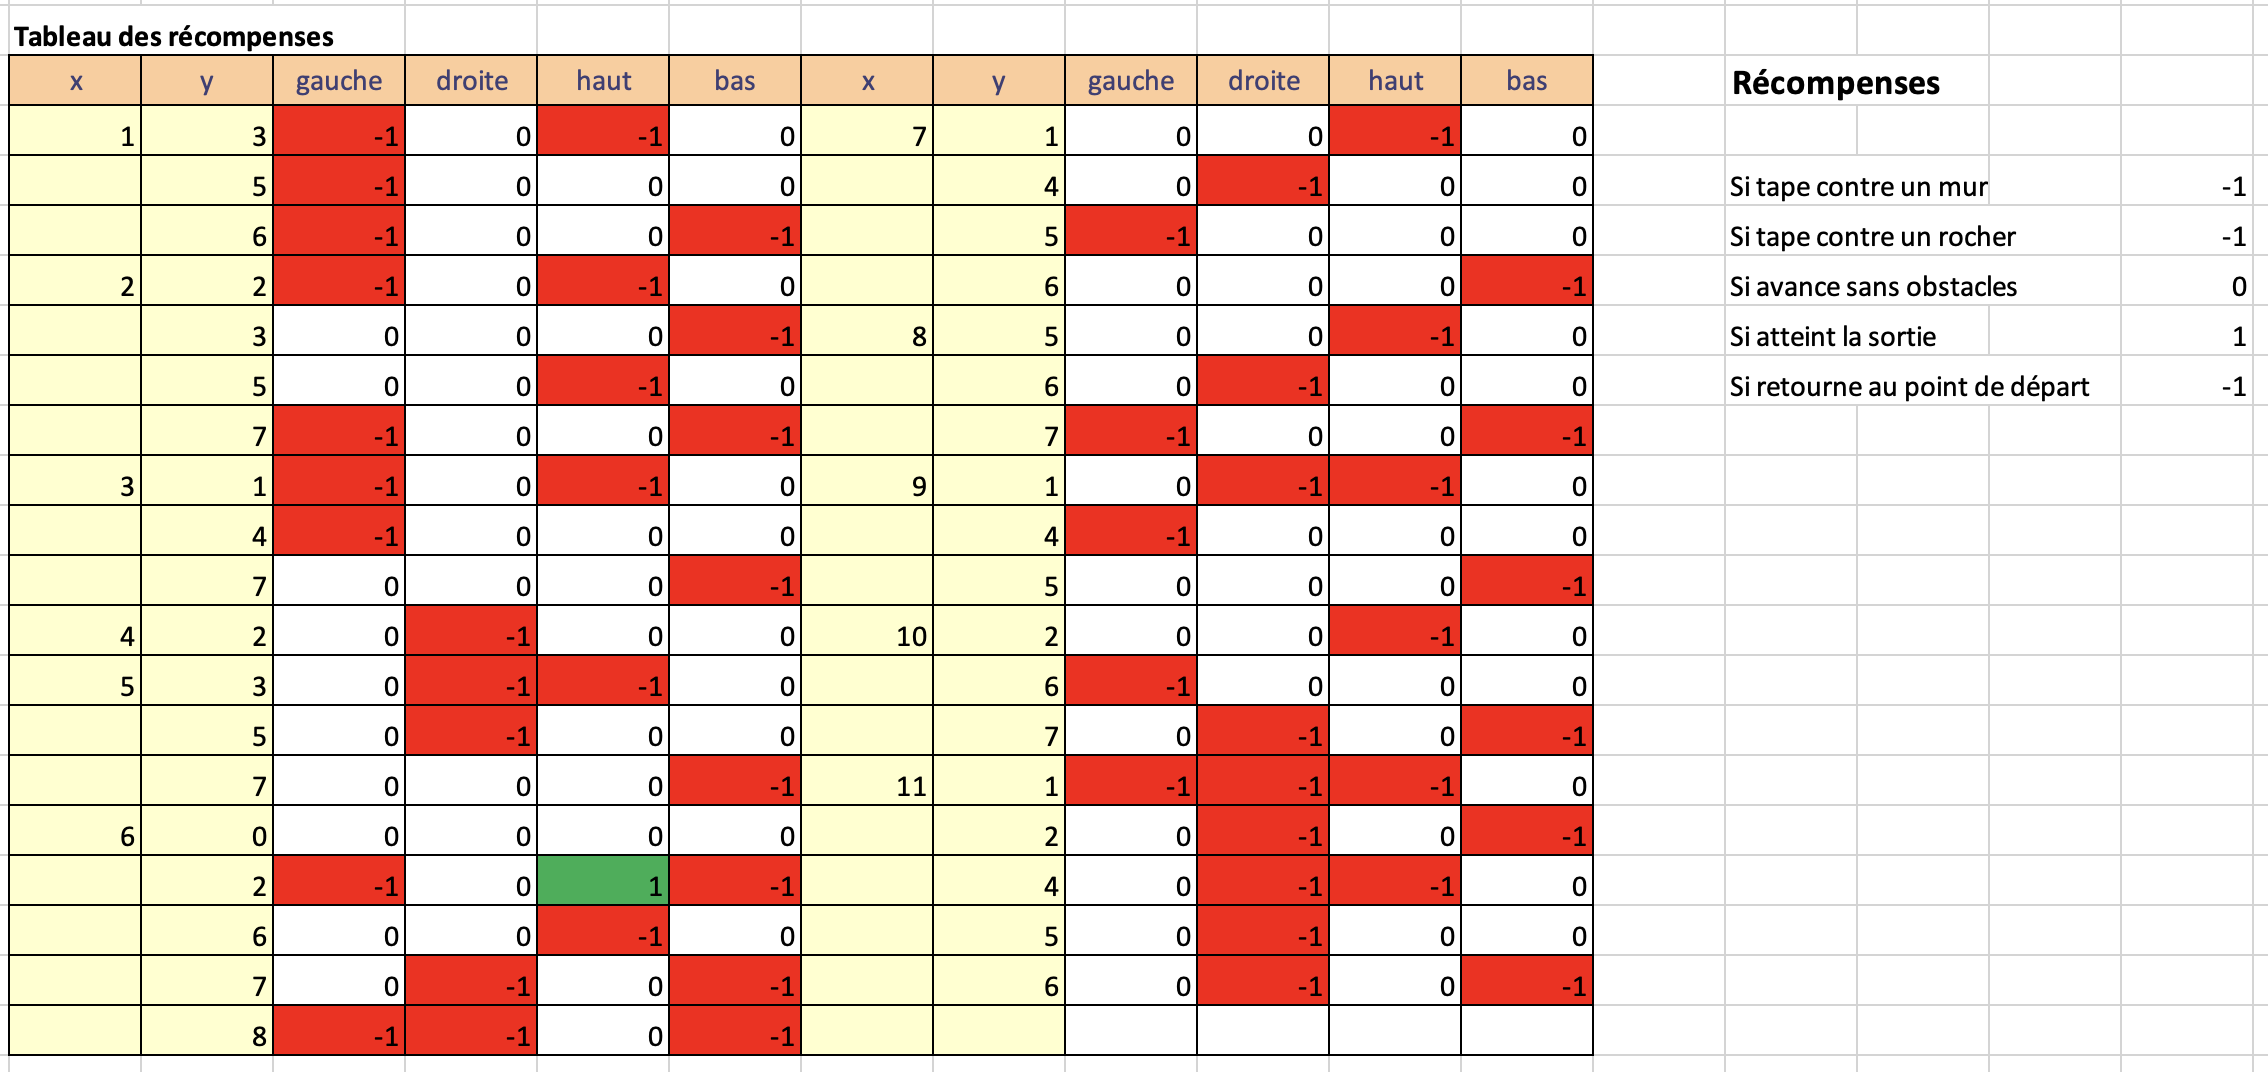 Tableau des récompenses
x y gauche droite haut bas x y gauche droite haut bas Récompenses
1 3 -1 0 -1 0 7 1 0 0 -1 0
5 -1 0 0 0 4 0 -1 0 0 Si tape contre un mur -1
6 -1 0 0 -1 5 -1 0 0 0 Si tape contre un rocher -1
2 2 -1 0 -1 0 6 0 0 0 -1 Si avance sans obstacles 0
3 0 0 0 -1 8 5 0 0 -1 0 Si atteint la sortie 1
5 0 0 -1 0 6 0 -1 0 0 Si retourne au point de départ -1
7 -1 0 0 -1 7 -1 0 0 -1
3 1 -1 0 -1 0 9 1 0 -1 -1 0
4 -1 0 0 0 4 -1 0 0 0
7 0 0 0 -1 5 0 0 0 -1
4 2 0 -1 0 0 10 2 0 0 -1 0
5 3 0 -1 -1 0 6 -1 0 0 0
5 0 -1 0 0 7 0 -1 0 -1
7 0 0 0 -1 11 1 -1 -1 -1 0
6 0 0 0 0 0 2 0 -1 0 -1
2 -1 0 1 -1 4 0 -1 -1 0
6 0 0 -1 0 5 0 -1 0 0
7 0 -1 0 -1 6 0 -1 0 -1
8 -1 -1 0 -1